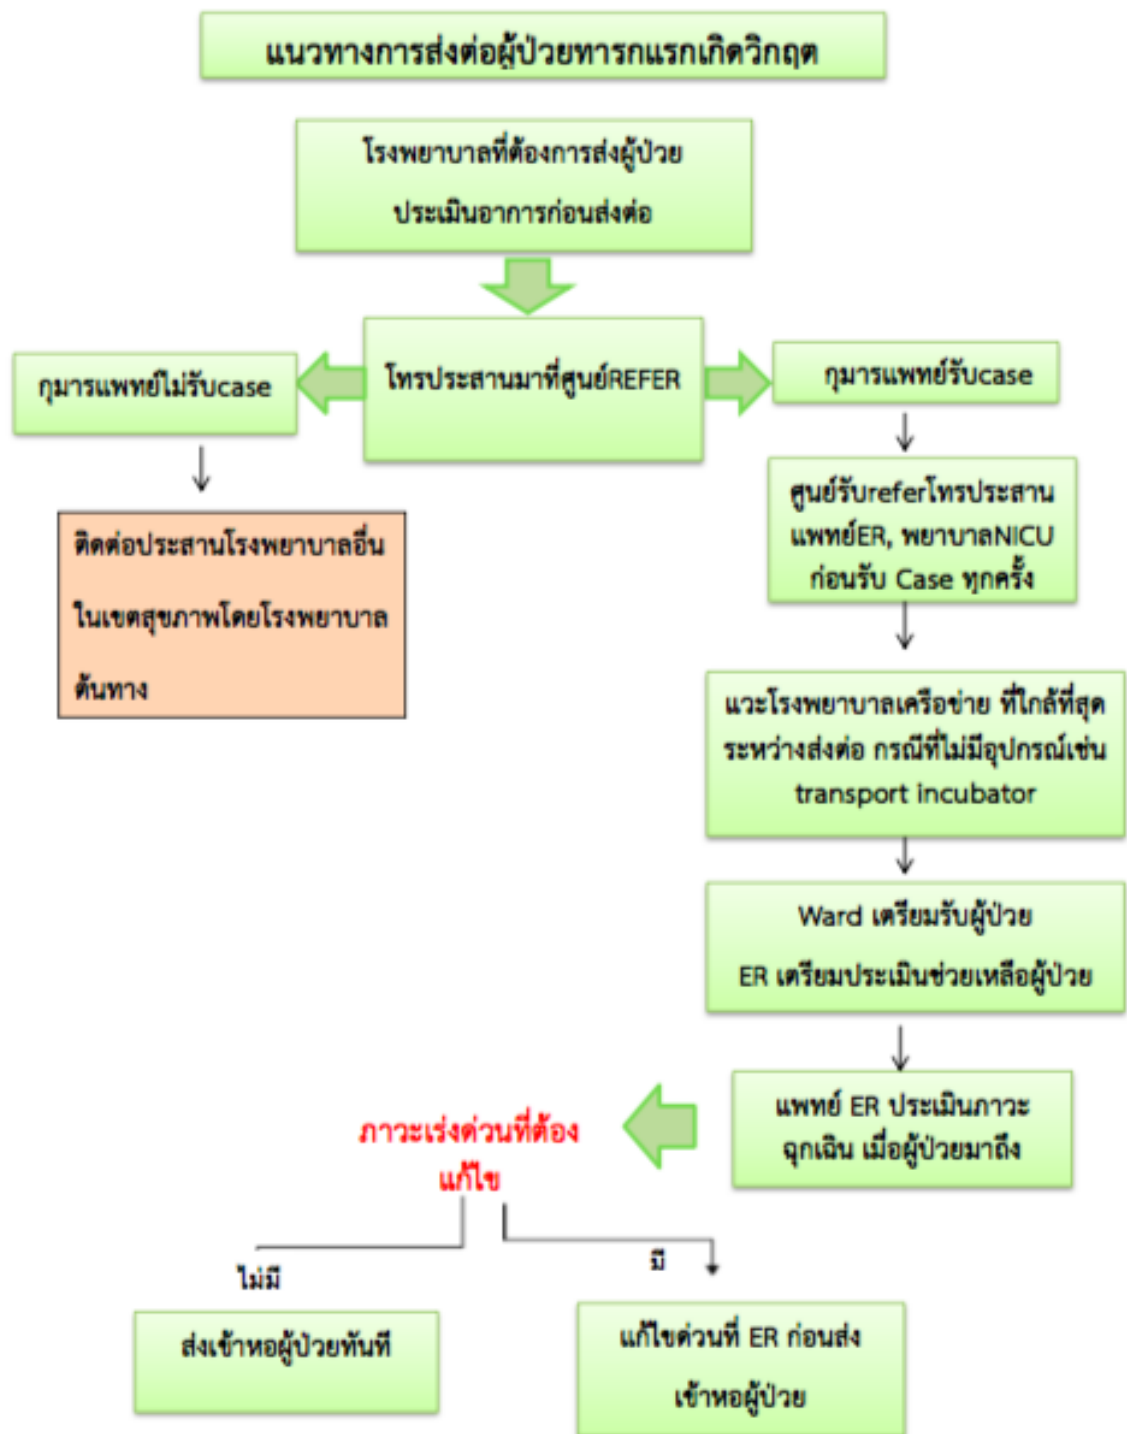 แนวทางการส่งต่อผู้ป่วยทารกแรกเกิดวิกฤต
โรงพยาบาลที่ต้องการส่งผู้ป่วย
ประเมินอาการก่อนส่งต่อ
กุมารแพทย์ไม่รับcase
โทรประสานมาที่ศูนย์REFER
กุมารแพทย์รับcase
ติดต่อประสานโรงพยาบาลอื่น
ในเขตสุขภาพโดยโรงพยาบาล
ต้นทาง
ศูนย์รับreferโทรประสาน
แพทย์ER, พยาบาลNICU
ก่อนรับ Case ทุกครั้ง
แวะโรงพยาบาลเครือข่าย ที่ใกล้ที่สุด
ระหว่างส่งต่อ กรณีที่ไม่มีอุปกรณ์เช่น
transport incubator
Ward เตรียมรับผู้ป่วย
ER เตรียมประเมินช่วยเหลือผู้ป่วย
แพทย์ ER ประเมินภาวะ
ฉุกเฉิน เมื่อผู้ป่วยมาถึง
ภาวะเร่งด่วนที่ต้อง
แก้ไข
ไม่มี
มี
ส่งเข้าหอผู้ป่วยทันที
แก้ไขด่วนที่ ER ก่อนส่ง
เข้าหอผู้ป่วย